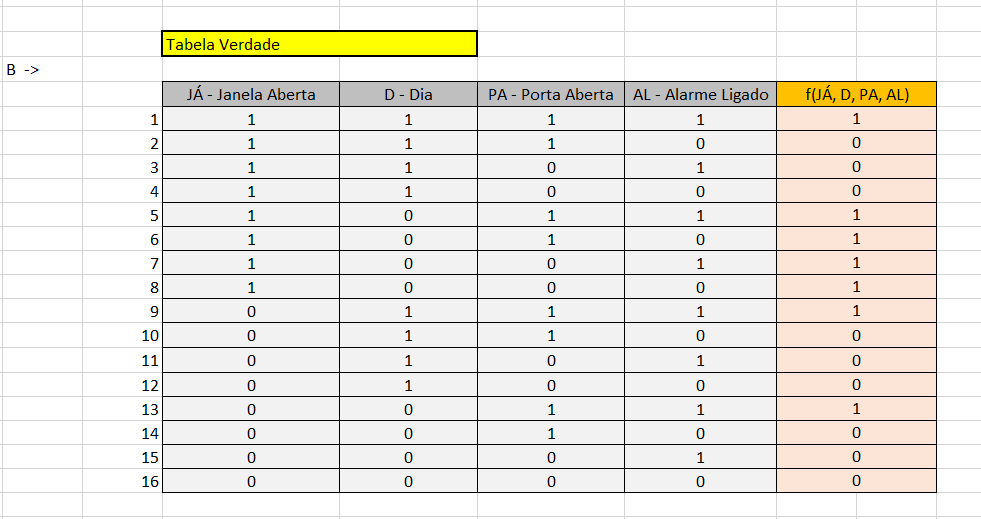 Tabela Verdade
B ->
JÁ - Janela Aberta D - Dia PA - Porta Aberta AL - Alarme Ligado f(JÁ, D, PA, AL)
1 1 1 1 1 1
2 1 1 1 0 0
3 1 1 0 1 0
4 1 1 0 0 0
5 1 0 1 1 1
6 1 0 1 0 1
7 1 0 0 1 1
8 1 0 0 0 1
9 0 1 1 1 1
10 0 1 1 0 0
11 0 1 0 1 0
12 0 1 0 0 0
13 0 0 1 1 1
14 0 0 1 0 0
15 0 0 0 1 0
16 0 0 0 0 0